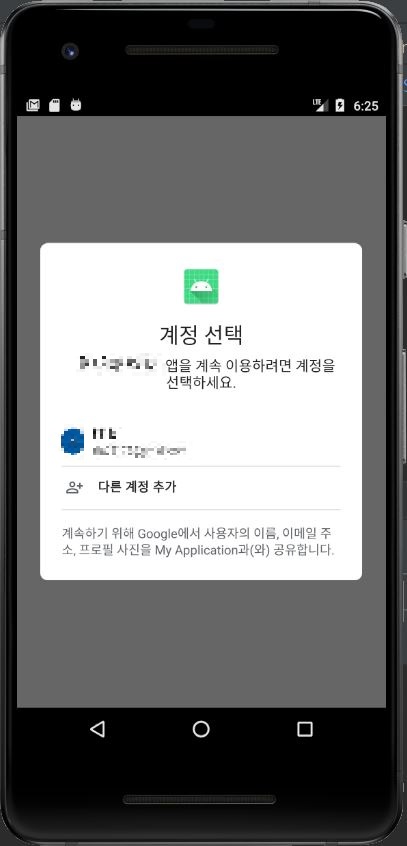 LTE 6:25
계정 선택
앱을 계속 이용하려면 계정을
선택하세요.
다른 계정 추가
계속하기 위해 Google에서 사용자의 이름, 이메일 주
소, 프로필 사진을 My Application과(와) 공유합니다.